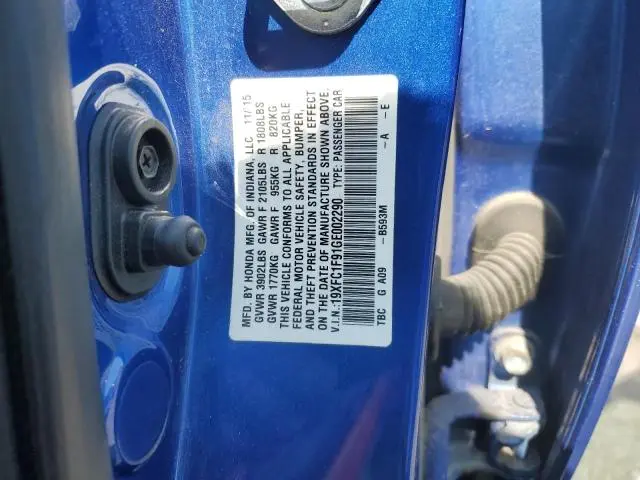 MFD. BY HONDA MFG. OF INDIANA, LLC 11/15
GVWR 3902LBS GAWR F 2105LBS R 1808LBS
GVWR 1770KG GAWR F 955KG R 820KG
THIS VEHICLE CONFORMS TO ALL APPLICABLE
FEDERAL MOTOR VEHICLE SAFETY, BUMPER,
AND THEFT PREVENTION STANDARDS IN EFFECT
ON THE DATE OF MANUFACTURE SHOWN ABOVE.
V.I.N.:19XFC1F91GE002290 TYPE: PASSENGER CAR
TBC G A09 -B593M -A -E